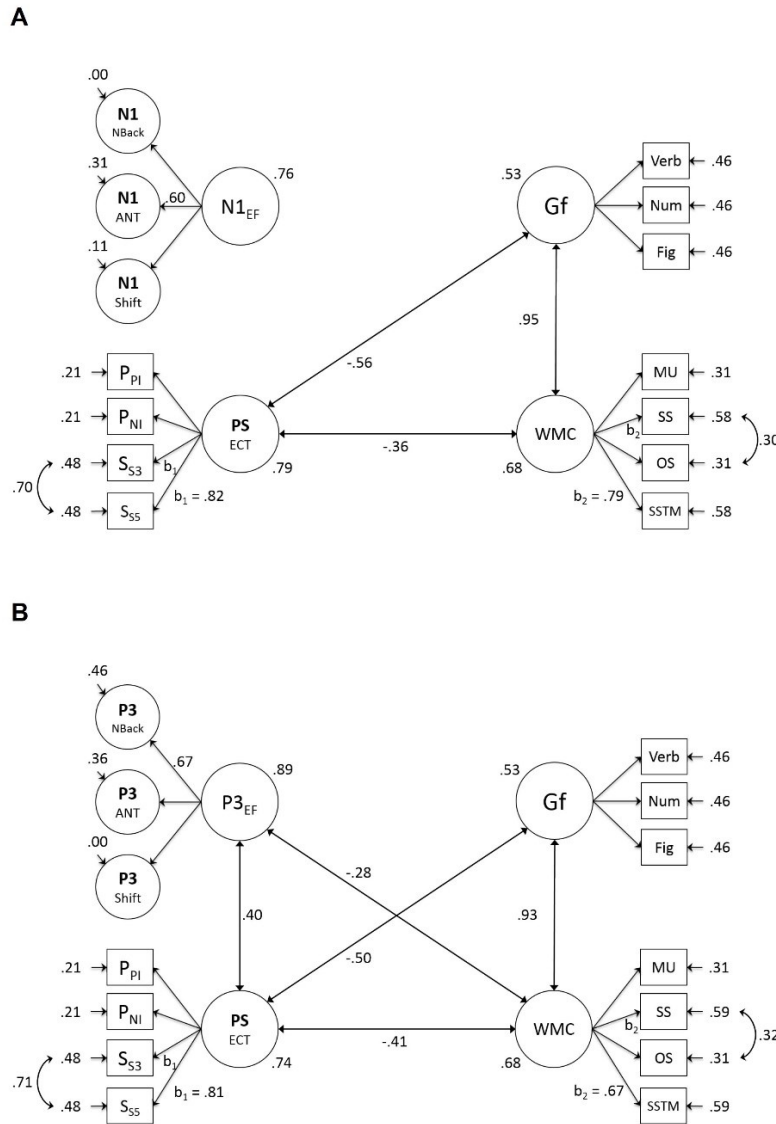 A
.00
N1
NBack
.31
N1
ANT
.60
N1EF
.76
.11
N1
Shift
.53
Gf
Verb
.46
Num
.46
Fig
.46
-.56
.95
.21
PPI
.21
PNI
.48
SS3
.48
SS5
.70
b1
b1 = .82
PS
ECT
.79
-.36
WMC
.68
b2
b2 = .79
MU
.31
SS
.58
OS
.31
SSTM
.58
.30
B
.46
P3
NBack
.67
.36
P3
ANT
P3EF
.89
.00
P3
Shift
.53
Gf
Verb
.46
Num
.46
Fig
.46
-.28
.40
-.50
.93
.21
PPI
.21
PNI
.48
SS3
.48
SS5
.71
b1
b1 = .81
PS
ECT
.74
-.41
WMC
.68
b2
b2 = .67
MU
.31
SS
.59
OS
.31
SSTM
.59
.32